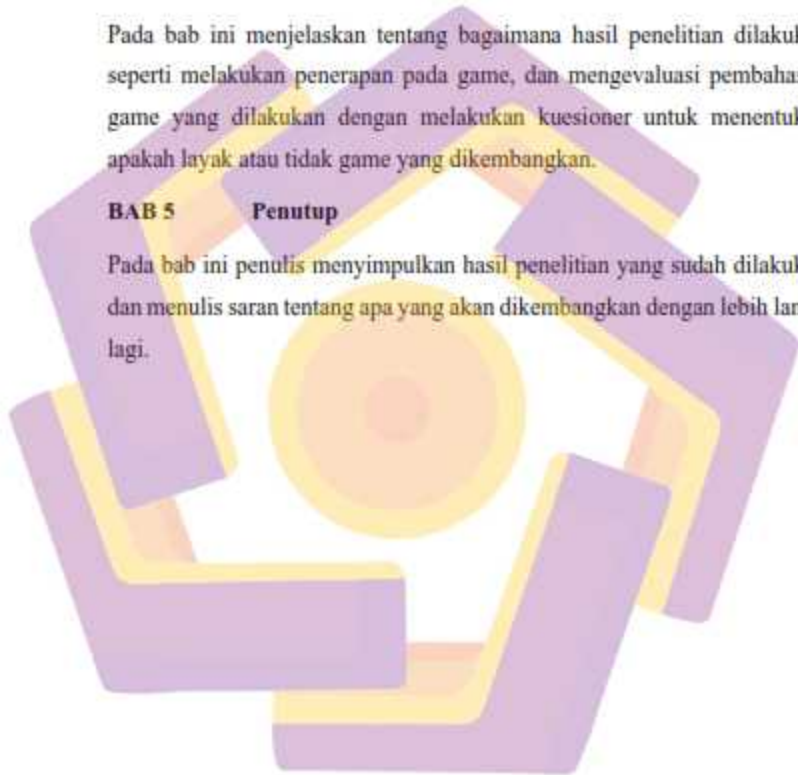 Pada bab ini menjelaskan tentang bagaimana hasil penelitian
seperti melakukan penerapan pada game, dan mengevaluasi
game yang dilakukan dengan melakukan kuesioner untuk
apakah layak atau tidak game yang dikembangkan.
BAB 5 Penutup
Pada bab ini penulis menyimpulkan hasil penelitian yang sudah
dan menulis saran tentang apa yang akan dikembangkan dengan lebih
lagi.